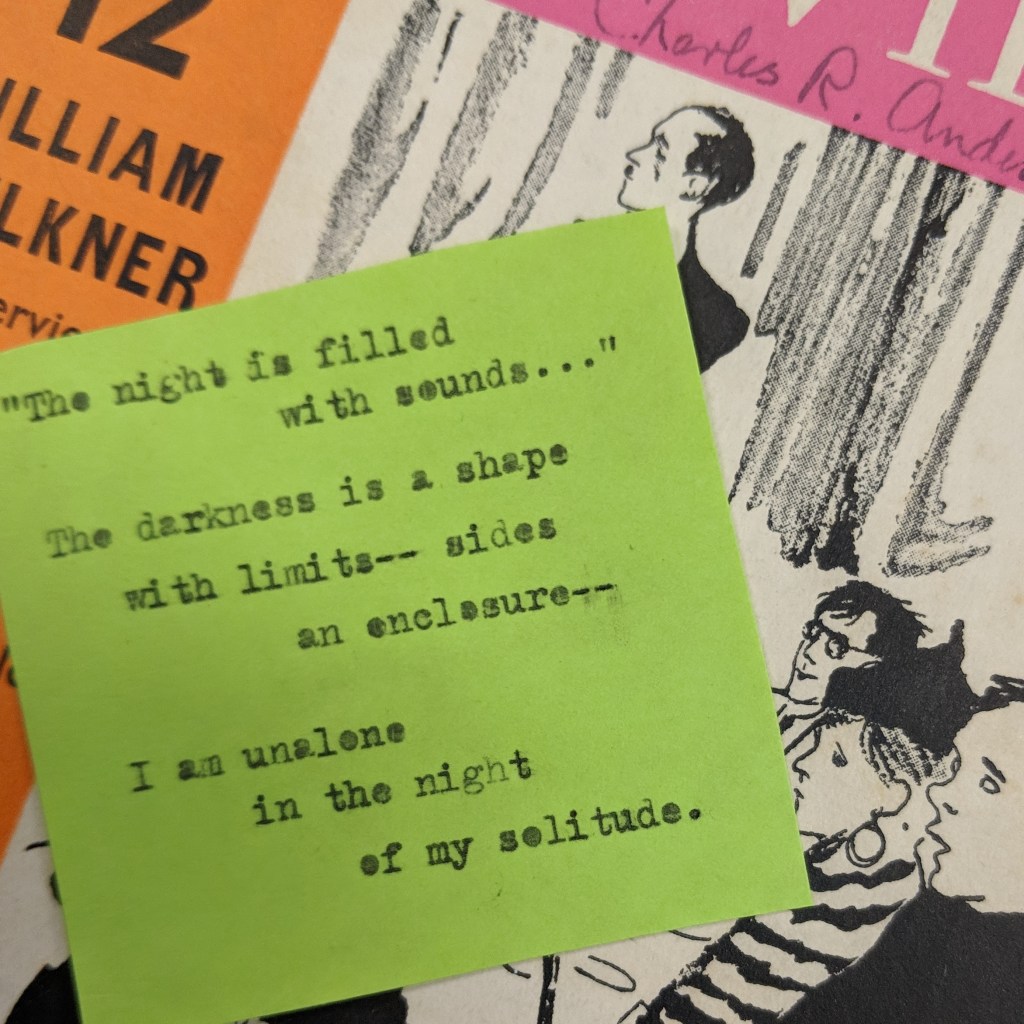 12
ILLIAM
LKNER
ervie
Charles R. Ande
"The night is filled
with sounds..."
The darkness is a shape
with limits-- sides
an enclosure--
I am unalone
in the night
of my solitude.